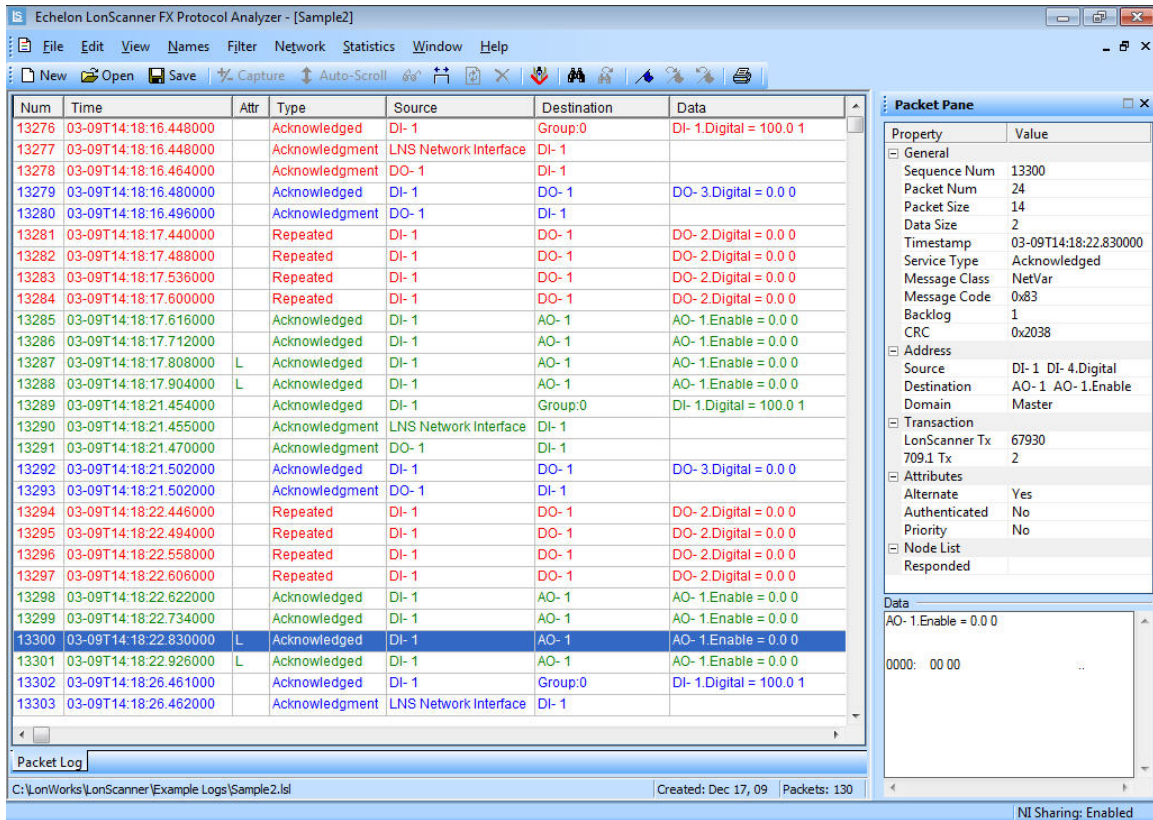 Echelon LonScanner FX Protocol Analyzer - [Sample2]
File Edit View Names Filter Network Statistics Window Help
New Open Save Capture Auto-Scroll
Num Time Attr Type Source Destination Data
13276 03-09T14:18:16.448000 Acknowledged DI- 1 Group:0 DI- 1.Digital = 100.0 1
13277 03-09T14:18:16.448000 Acknowledgment LNS Network Interface DI- 1
13278 03-09T14:18:16.464000 Acknowledgment DO- 1 DI- 1
13279 03-09T14:18:16.480000 Acknowledged DI- 1 DO- 1 DO- 3.Digital = 0.0 0
13280 03-09T14:18:16.496000 Acknowledgment DO- 1 DI- 1
13281 03-09T14:18:17.440000 Repeated DI- 1 DO- 1 DO- 2.Digital = 0.0 0
13282 03-09T14:18:17.488000 Repeated DI- 1 DO- 1 DO- 2.Digital = 0.0 0
13283 03-09T14:18:17.536000 Repeated DI- 1 DO- 1 DO- 2.Digital = 0.0 0
13284 03-09T14:18:17.600000 Repeated DI- 1 DO- 1 DO- 2.Digital = 0.0 0
13285 03-09T14:18:17.616000 Acknowledged DI- 1 AO- 1 AO- 1.Enable = 0.0 0
13286 03-09T14:18:17.712000 Acknowledged DI- 1 AO- 1 AO- 1.Enable = 0.0 0
13287 03-09T14:18:17.808000 L Acknowledged DI- 1 AO- 1 AO- 1.Enable = 0.0 0
13288 03-09T14:18:17.904000 L Acknowledged DI- 1 AO- 1 AO- 1.Enable = 0.0 0
13289 03-09T14:18:21.454000 Acknowledged DI- 1 Group:0 DI- 1.Digital = 100.0 1
13290 03-09T14:18:21.455000 Acknowledgment LNS Network Interface DI- 1
13291 03-09T14:18:21.470000 Acknowledgment DO- 1 DI- 1
13292 03-09T14:18:21.502000 Acknowledged DI- 1 DO- 1 DO- 3.Digital = 0.0 0
13293 03-09T14:18:21.502000 Acknowledgment DO- 1 DI- 1
13294 03-09T14:18:22.446000 Repeated DI- 1 DO- 1 DO- 2.Digital = 0.0 0
13295 03-09T14:18:22.494000 Repeated DI- 1 DO- 1 DO- 2.Digital = 0.0 0
13296 03-09T14:18:22.558000 Repeated DI- 1 DO- 1 DO- 2.Digital = 0.0 0
13297 03-09T14:18:22.606000 Repeated DI- 1 DO- 1 DO- 2.Digital = 0.0 0
13298 03-09T14:18:22.622000 Acknowledged DI- 1 AO- 1 AO- 1.Enable = 0.0 0
13299 03-09T14:18:22.734000 Acknowledged DI- 1 AO- 1 AO- 1.Enable = 0.0 0
13300 03-09T14:18:22.830000 L Acknowledged DI- 1 AO- 1 AO- 1.Enable = 0.0 0
13301 03-09T14:18:22.926000 L Acknowledged DI- 1 AO- 1 AO- 1.Enable = 0.0 0
13302 03-09T14:18:26.461000 Acknowledged DI- 1 Group:0 DI- 1.Digital = 100.0 1
13303 03-09T14:18:26.462000 Acknowledgment LNS Network Interface DI- 1
Packet Log
C:\LonWorks\LonScanner\Example Logs\Sample2.lsl Created: Dec 17, 09 Packets: 130
Packet Pane
Property Value
General
Sequence Num 13300
Packet Num 24
Packet Size 14
Data Size 2
Timestamp 03-09T14:18:22.830000
Service Type Acknowledged
Message Class NetVar
Message Code 0x83
Backlog 1
CRC 0x2038
Address
Source DI- 1 DI- 4.Digital
Destination AO- 1 AO- 1.Enable
Domain Master
Transaction
LonScanner Tx 67930
709.1 Tx 2
Attributes
Alternate Yes
Authenticated No
Priority No
Node List
Responded
Data
AO- 1.Enable = 0.0 0
0000: 00 00 ..
NI Sharing: Enabled